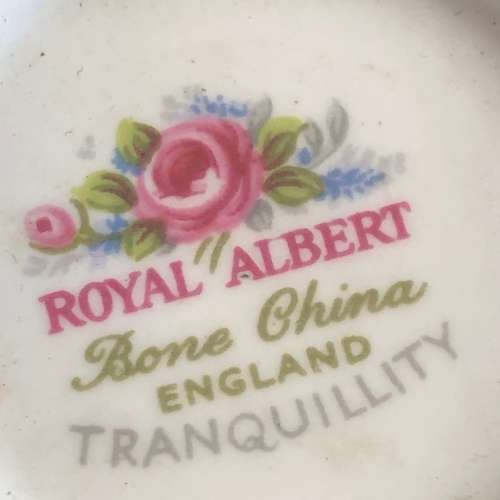 ROYAL ALBERT
Bone China
ENGLAND
TRANQUILLITY